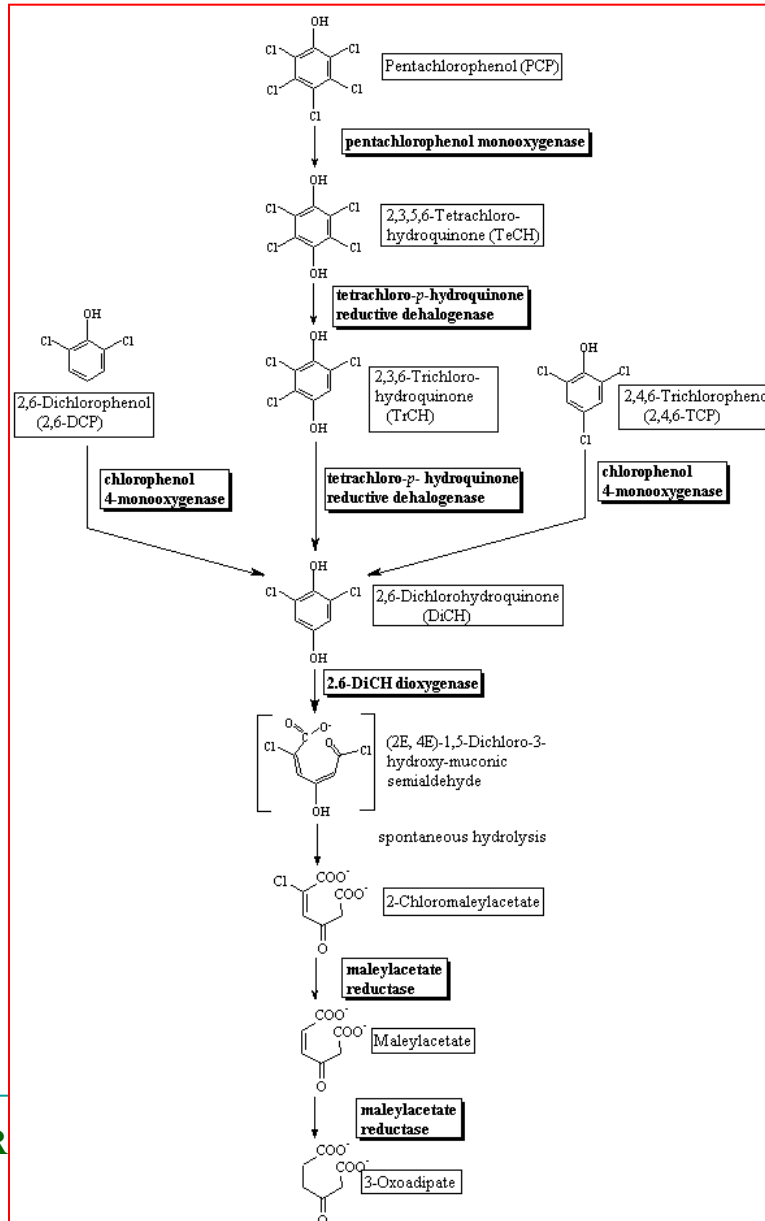 OH
Cl
Cl
Cl
Cl
Cl
Pentachlorophenol (PCP)
pentachlorophenol monooxygenase
OH
Cl
Cl
Cl
Cl
OH
2,3,5,6-Tetrachloro-
hydroquinone (TeCH)
tetrachloro-p-hydroquinone
reductive dehalogenase
OH
Cl
Cl
2,6-Dichlorophenol
(2,6-DCP)
OH
Cl
Cl
Cl
OH
2,3,6-Trichloro-
hydroquinone
(TrCH)
OH
Cl
Cl
Cl
2,4,6-Trichlorophenol
(2,4,6-TCP)
chlorophenol
4-monooxygenase
tetrachloro-p- hydroquinone
reductive dehalogenase
chlorophenol
4-monooxygenase
OH
Cl
Cl
OH
2,6-Dichlorohydroquinone
(DiCH)
2.6-DiCH dioxygenase
O
O-
C
Cl
O
Cl
OH
(2E, 4E)-1,5-Dichloro-3-
hydroxy-muconic
semialdehyde
spontaneous hydrolysis
Cl
COO-
COO-
O
2-Chloromaleylacetate
maleylacetate
reductase
COO-
COO-
O
Maleylacetate
maleylacetate
reductase
R
COO-
COO-
O
3-Oxoadipate